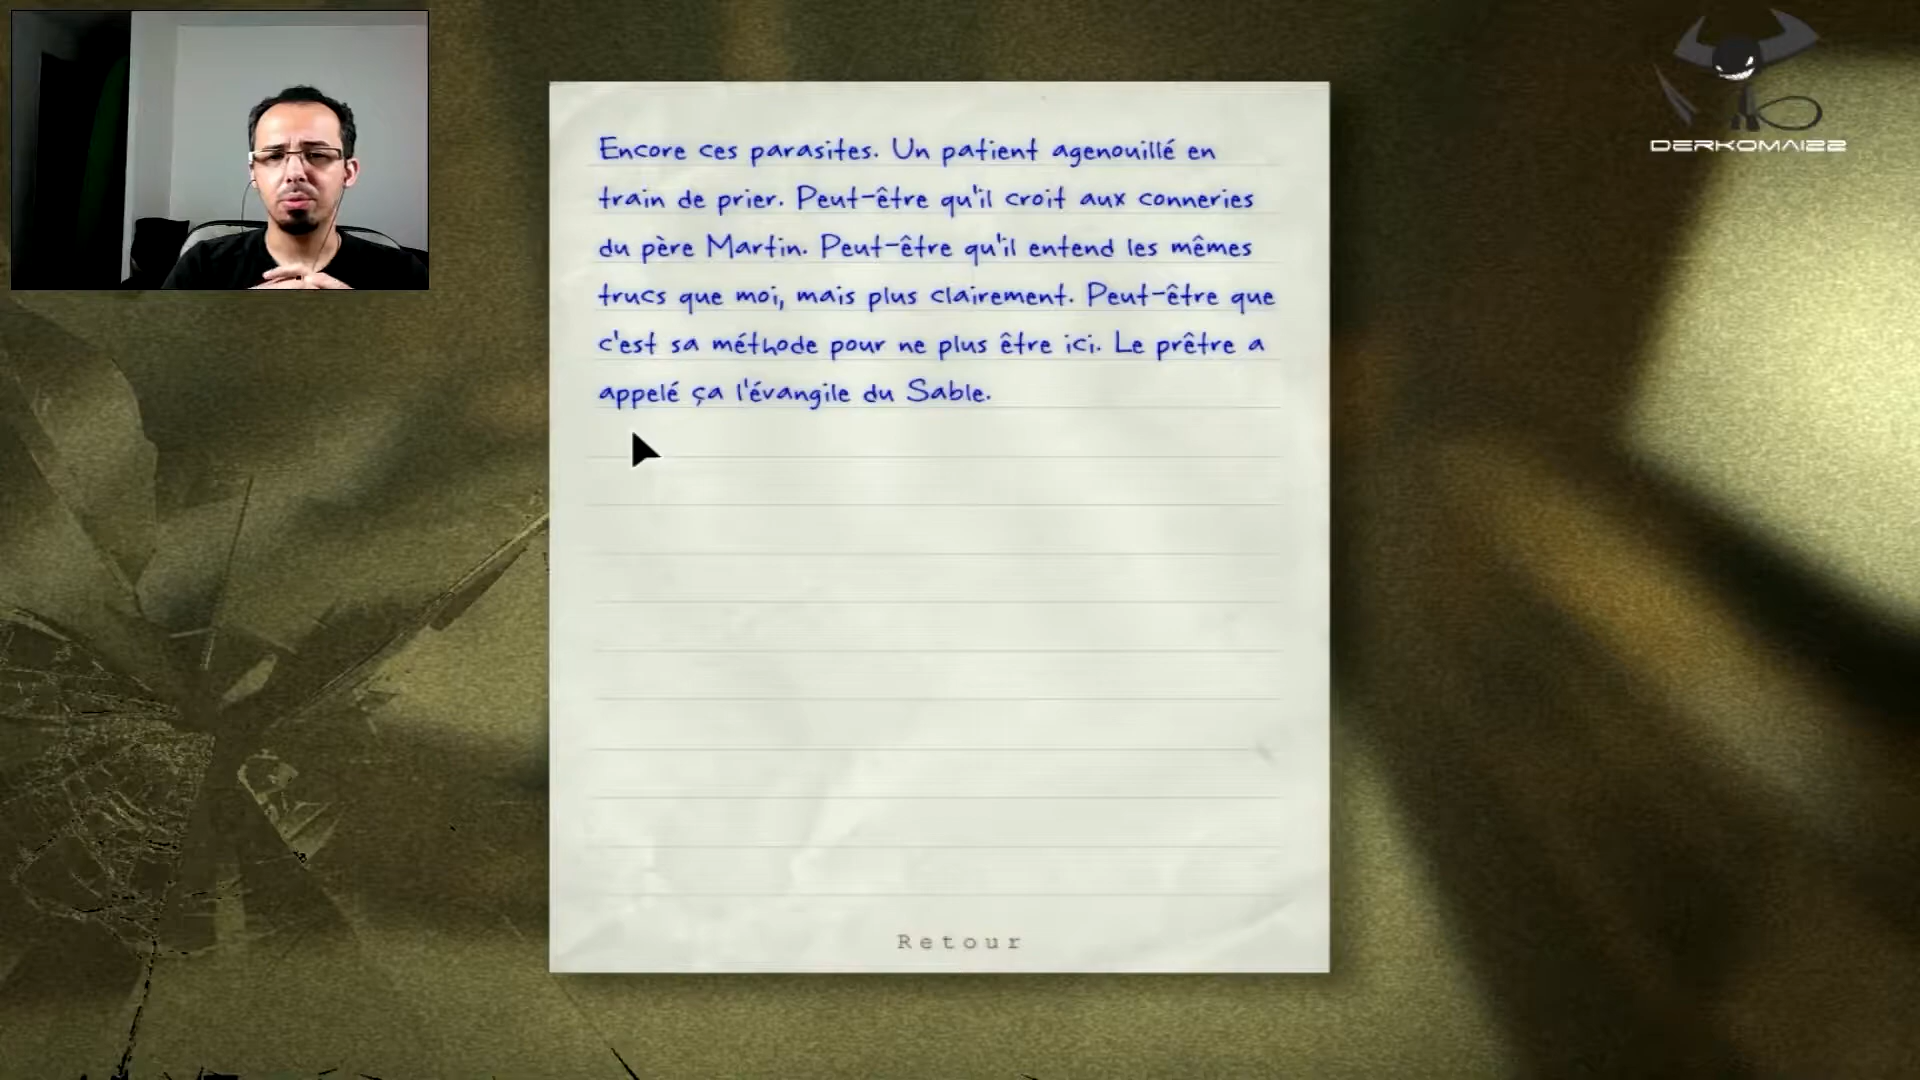 DERKOMAI22
Encore ces parasites. Un patient agenouillé en
train de prier. Peut-être qu'il croit aux conneries
du père Martin. Peut-être qu'il entend les mêmes
trucs que moi, mais plus clairement. Peut-être que
c'est sa méthode pour ne plus être ici. Le prêtre a
appelé ça l'évangile du Sable.
Retour